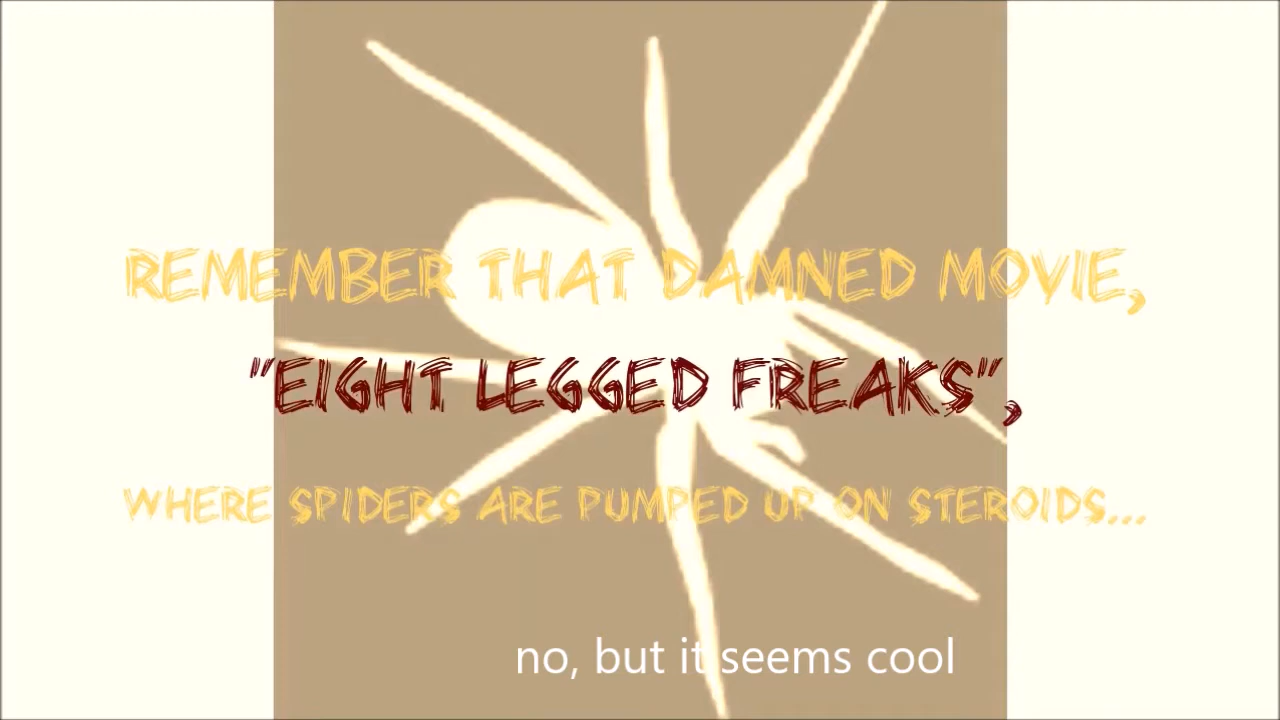 REMEMBER THAT DAMNED MOVIE,
"EIGHT LEGGED FREAKS",
WHERE SPIDERS ARE PUMPED UP ON STEROIDS...
no, but it seems cool